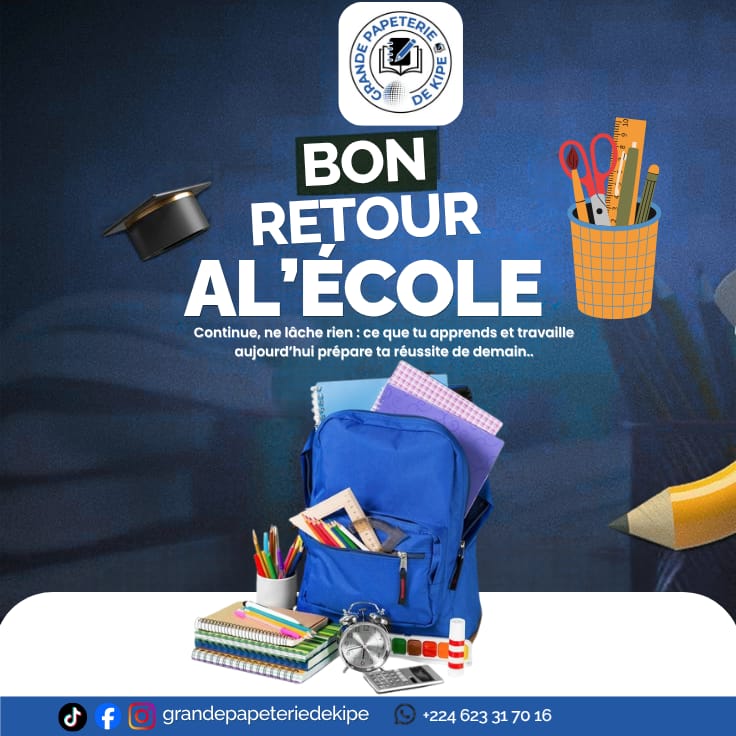 GRANDE PAPETERIE
DE KIPE
BON
RETOUR
AL'ÉCOLE
Continue, ne lâche rien : ce que tu apprends et travaille
aujourd'hui prépare ta réussite de demain..
grandepapeteriedekipe
+224 623 31 70 16